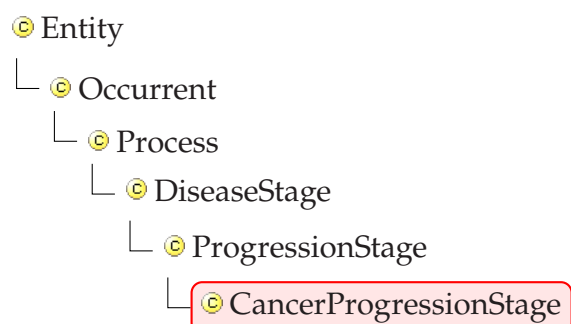 C Entity
C Occurrent
C Process
C DiseaseStage
C ProgressionStage
C CancerProgressionStage